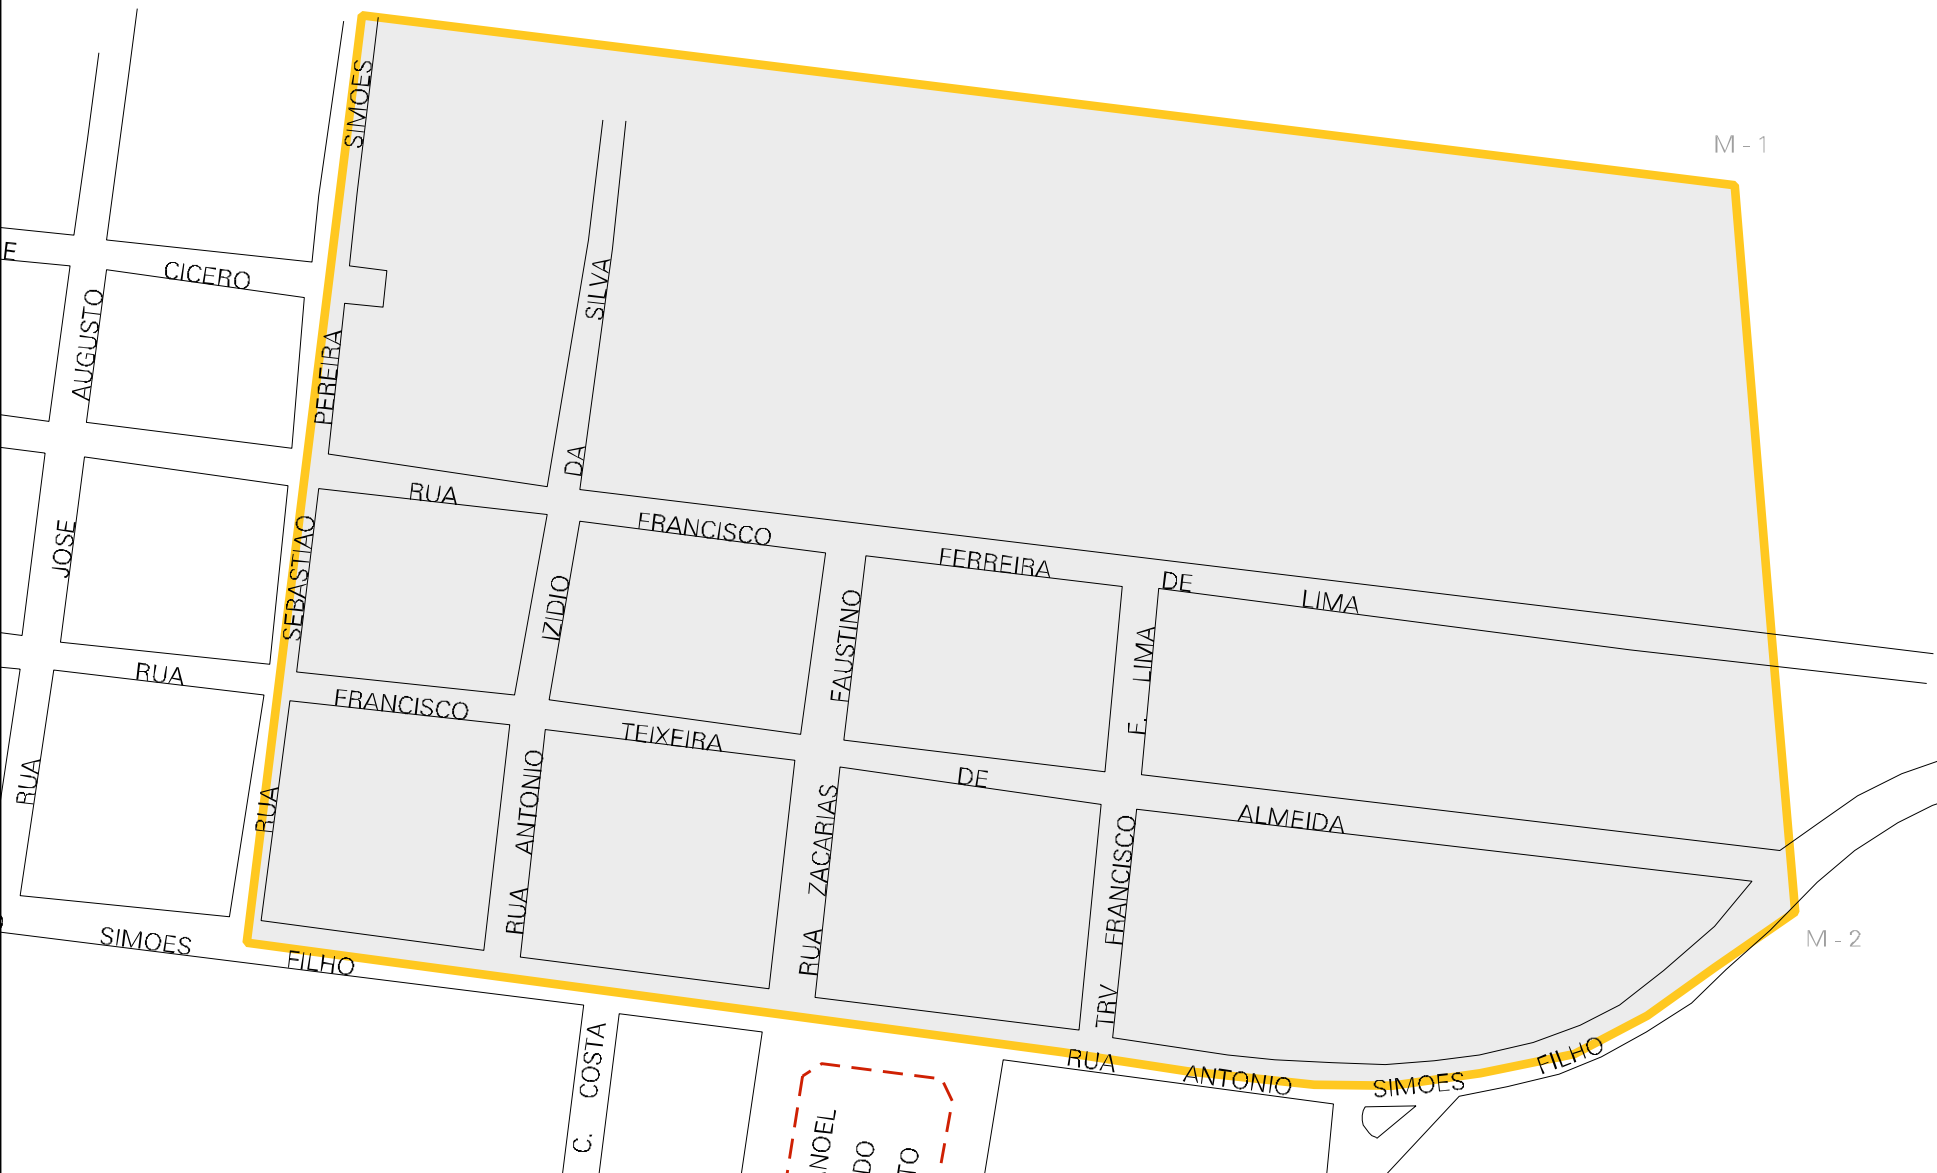 SIMOES
M - 1
E
CICERO
SILVA
AUGUSTO
PEREIRA
DA
RUA
FRANCISCO
FERREIRA
DE
LIMA
JOSE
SEBASTIAO
IZIDIO
FAUSTINO
F. LIMA
RUA
FRANCISCO
TEIXEIRA
DE
ALMEIDA
RUA
RUA
RUA ANTONIO
RUA ZACARIAS
TRV FRANCISCO
M - 2
SIMOES
FILHO
RUA
ANTONIO
SIMOES
FILHO
C. COSTA
NOEL
DO
TO